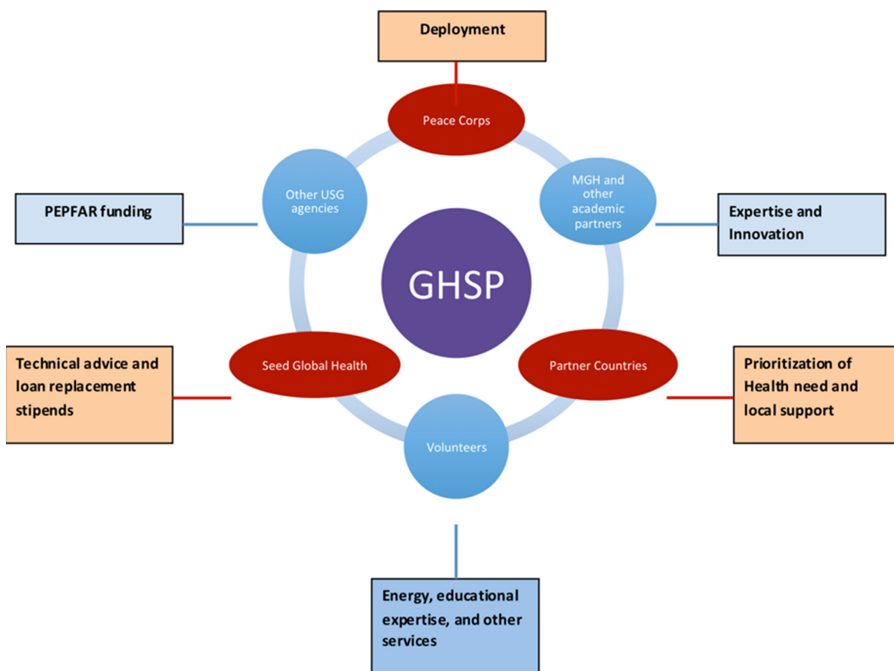 Deployment
Peace Corps
Other USG
agencies
MGH and
other
academic
partners
PEPFAR funding
Expertise and
Innovation
GHSP
Technical advice and
loan replacement
stipends
Seed Global Health
Partner Countries
Prioritization of
Health need and
local support
Volunteers
Energy, educational
expertise, and other
services